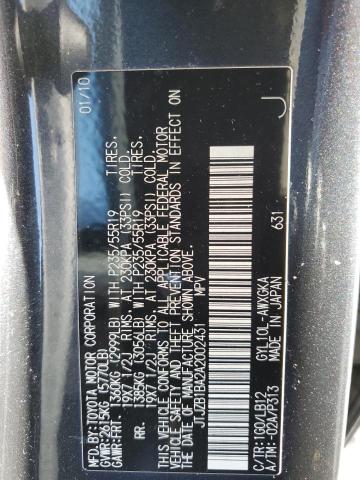 MFD. BY: TOYOTA MOTOR CORPORATION 01/10
GVWR: 2615KG (5770LB)
GAWR: FRT. 1360KG (2999LB) WITH P235/55R19 TIRES,
19X7 1/2J RIMS, AT 230KPA (33PSI) COLD.
RR. 1385KG (3056LB) WITH P235/55R19 TIRES,
19X7 1/2J RIMS, AT 230KPA (33PSI) COLD.
THIS VEHICLE CONFORMS TO ALL APPLICABLE FEDERAL MOTOR
VEHICLE SAFETY AND THEFT PREVENTION STANDARDS IN EFFECT ON
THE DATE OF MANUFACTURE SHOWN ABOVE.
JTJZB1BA2A2002431 MPV J
C/TR: 1G0/LB12 GYL10L-AWXGKA 631
A/TM: -02A/P313 MADE IN JAPAN